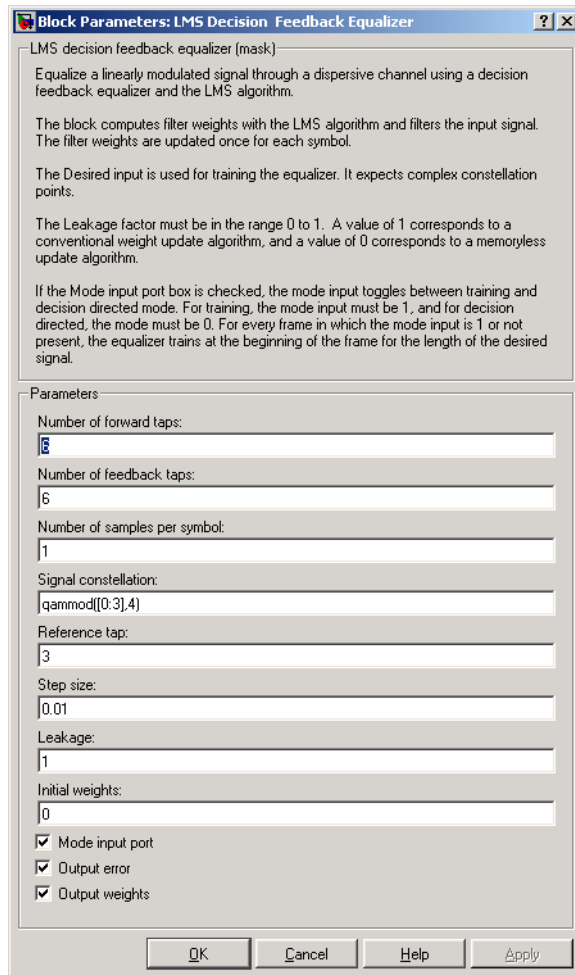 Block Parameters: LMS Decision  Feedback Equalizer
LMS decision feedback equalizer (mask)
Equalize a linearly modulated signal through a dispersive channel using a decision
feedback equalizer and the LMS algorithm.
The block computes filter weights with the LMS algorithm and filters the input signal.
The filter weights are updated once for each symbol.
The Desired input is used for training the equalizer. It expects complex constellation
points.
The Leakage factor must be in the range 0 to 1.  A value of 1 corresponds to a
conventional weight update algorithm, and a value of 0 corresponds to a memoryless
update algorithm.
If the Mode input port box is checked, the mode input toggles between training and
decision directed mode. For training, the mode input must be 1, and for decision
directed, the mode must be 0. For every frame in which the mode input is 1 or not
present, the equalizer trains at the beginning of the frame for the length of the desired
signal.
Parameters
Number of forward taps:
6
Number of feedback taps:
6
Number of samples per symbol:
1
Signal constellation:
qammod([0:3],4)
Reference tap:
3
Step size:
0.01
Leakage:
1
Initial weights:
0
Mode input port
Output error
Output weights
OK Cancel Help Apply